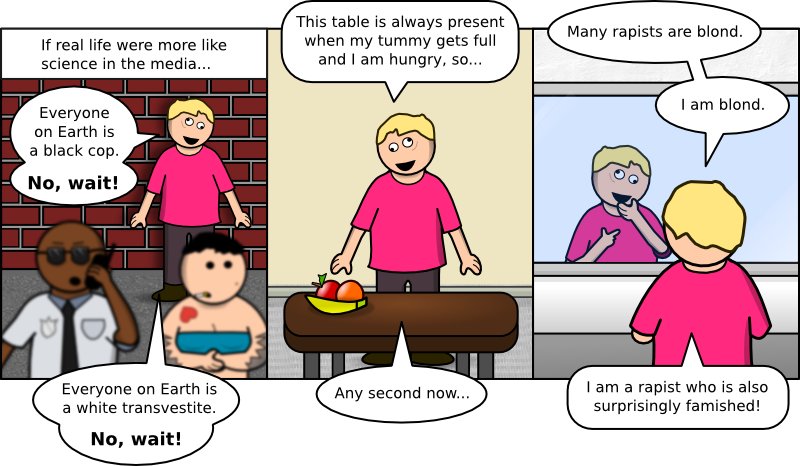 If real life were more like
science in the media...
Everyone
on Earth is
a black cop.
No, wait!
Everyone on Earth is
a white transvestite.
No, wait!
This table is always present
when my tummy gets full
and I am hungry, so...
Any second now...
Many rapists are blond.
I am blond.
I am a rapist who is also
surprisingly famished!